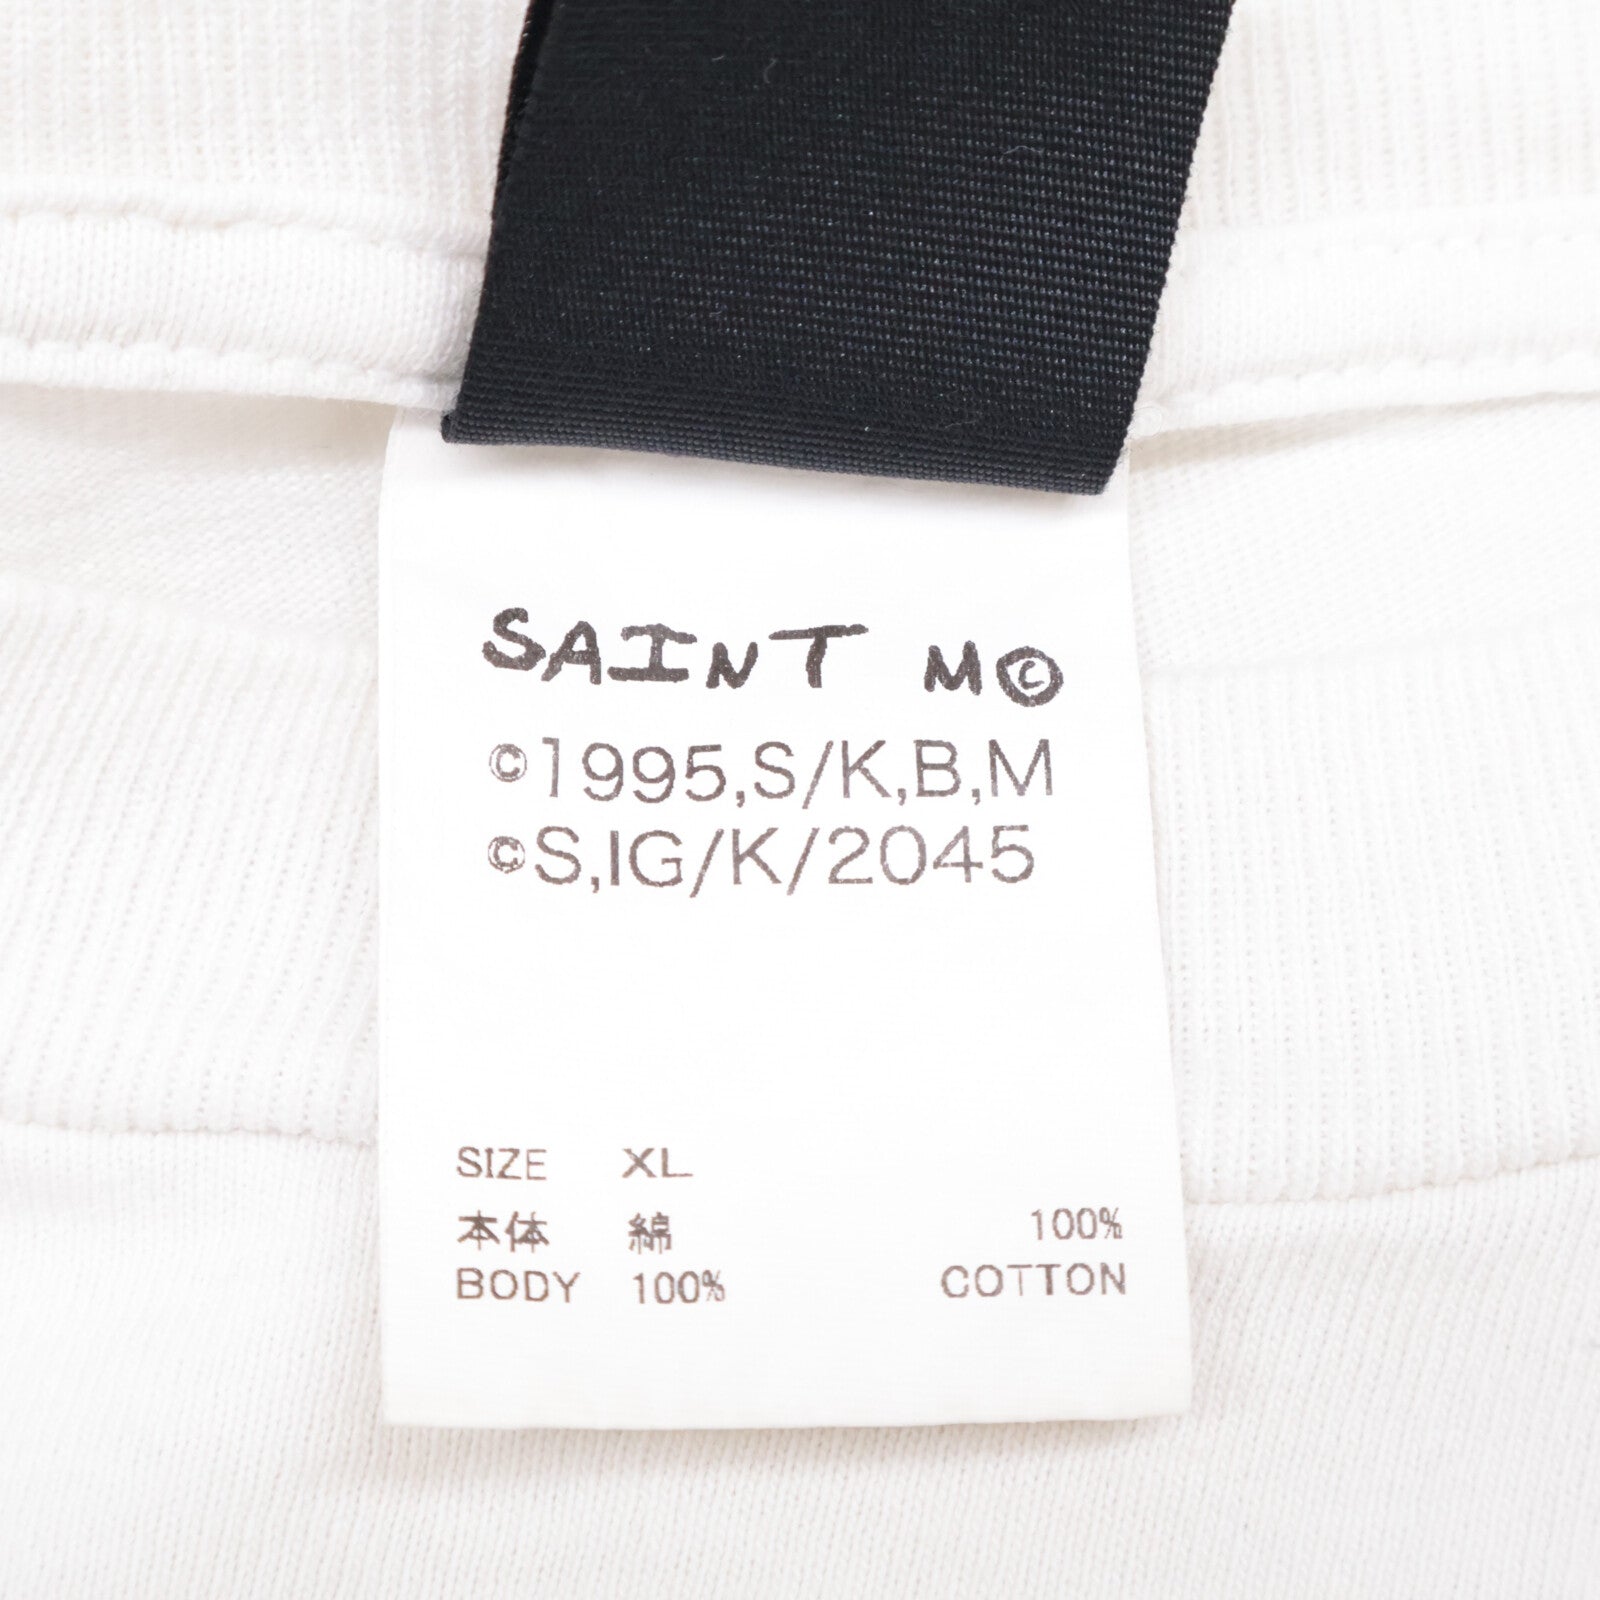 SAINT M©
©1995,S/K,B,M
©S,IG/K/2045
SIZE XL
本体 綿 100%
BODY 100% COTTON